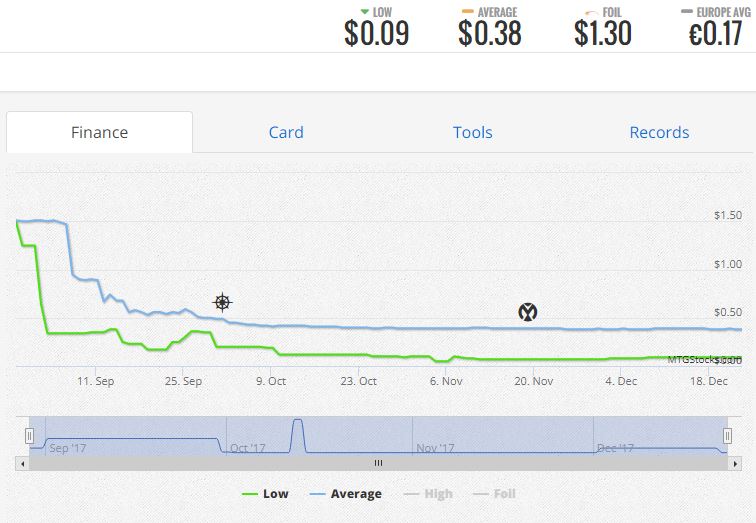 LOW AVERAGE FOIL EUROPE AVG
$0.09 $0.38 $1.30 €0.17
Finance Card Tools Records
$1.50
$1.00
$0.50
MTGStocks.com
$0.00
11. Sep 25. Sep 9. Oct 23. Oct 6. Nov 20. Nov 4. Dec 18. Dec
Sep '17 Oct '17 Nov '17 Dec '17
Low Average High Foil